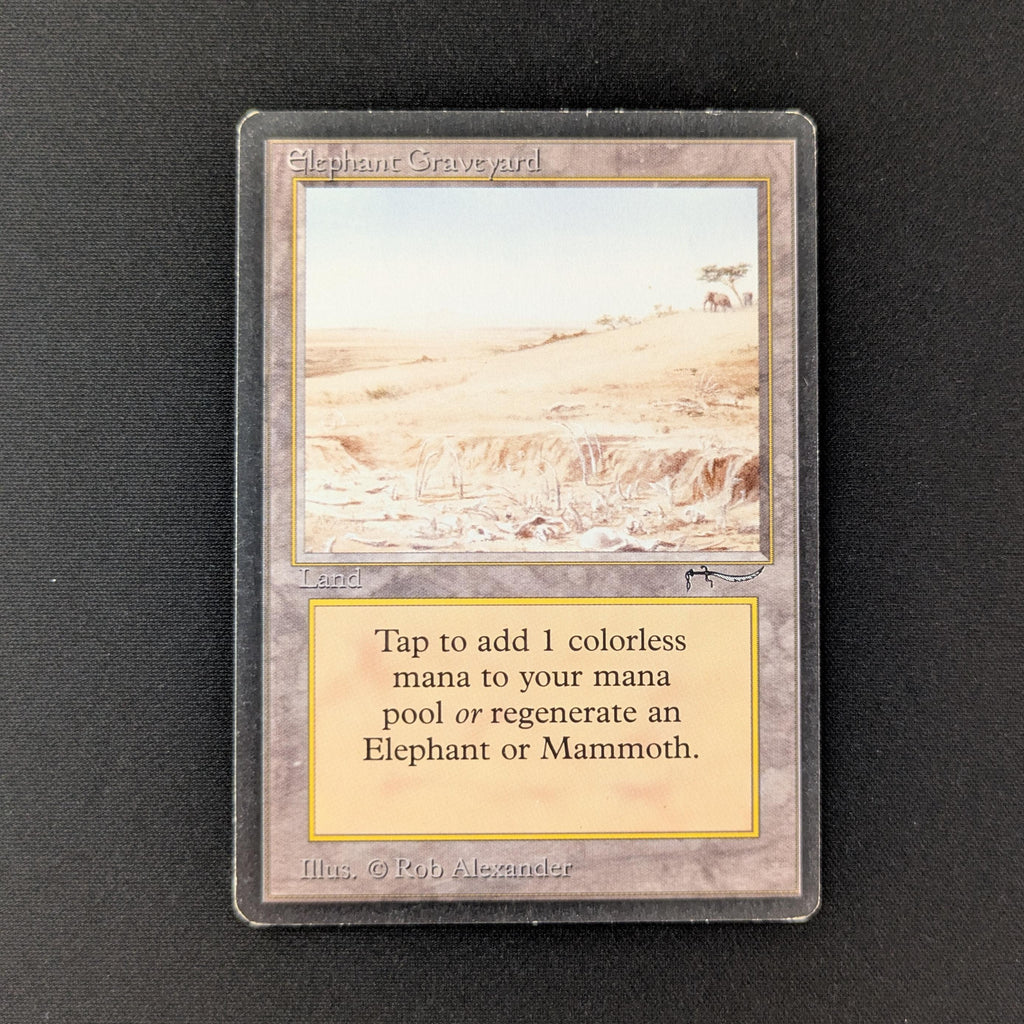 Elephant Graveyard
Land
Tap to add 1 colorless
mana to your mana
pool or regenerate an
Elephant or Mammoth.
Illus. © Rob Alexander